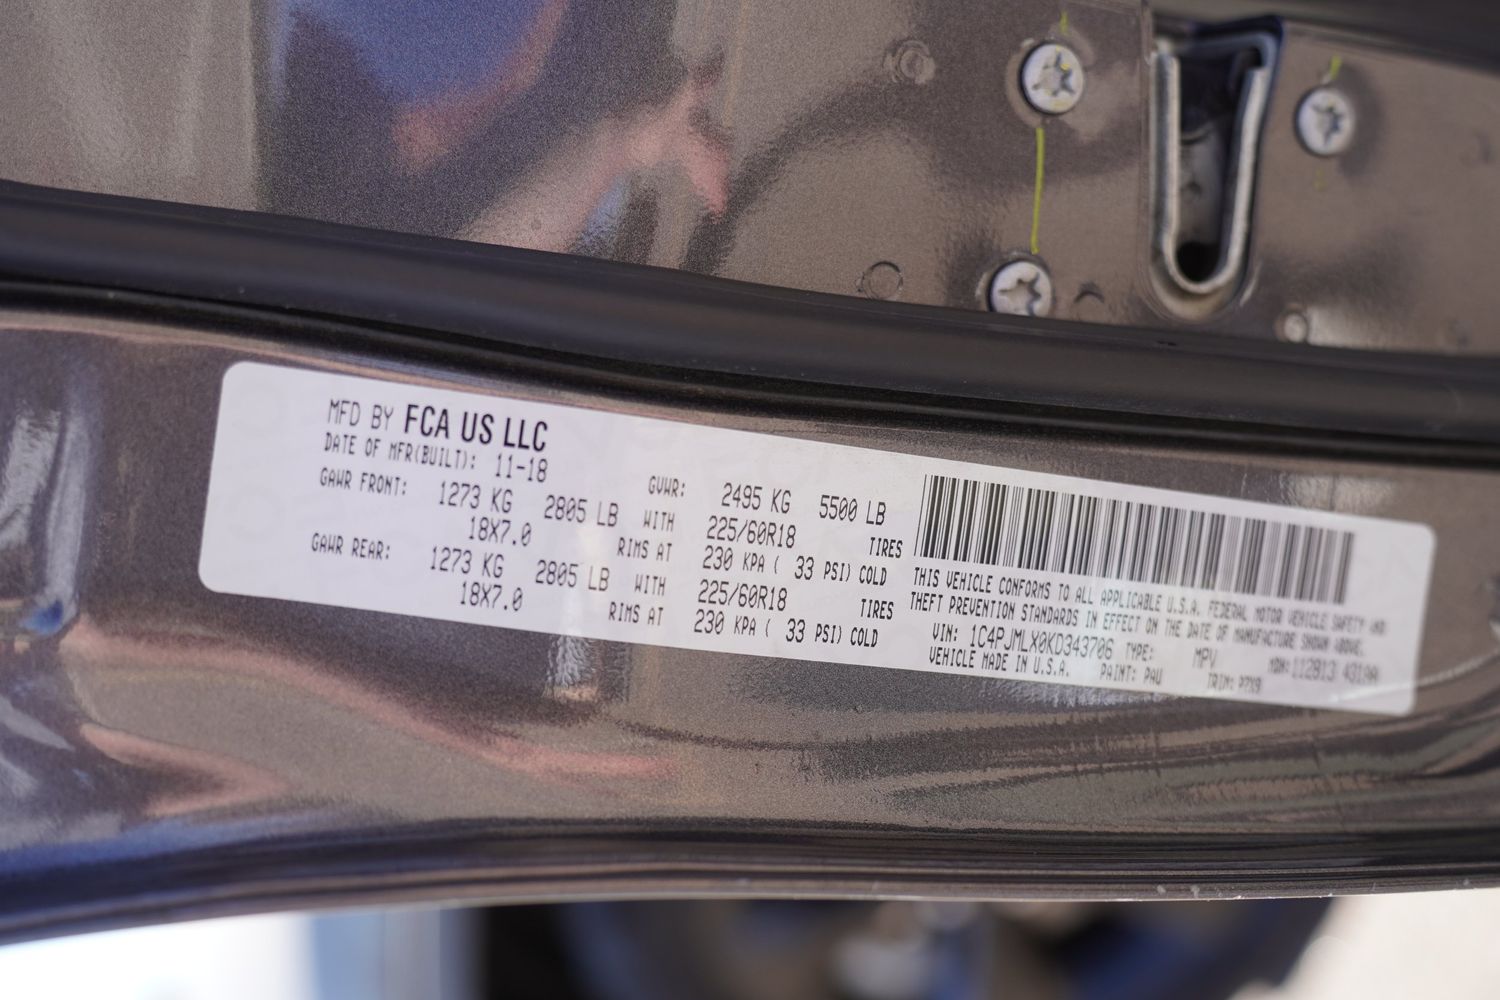 MFD BY FCA US LLC
DATE OF MFR(BUILT): 11-18
GVWR: 2495 KG 5500 LB
GAWR FRONT: 1273 KG 2805 LB WITH 225/60R18 TIRES
18X7.0 RIMS AT 230 KPA ( 33 PSI) COLD
GAWR REAR: 1273 KG 2805 LB WITH 225/60R18 TIRES
18X7.0 RIMS AT 230 KPA ( 33 PSI) COLD
THIS VEHICLE CONFORMS TO ALL APPLICABLE U.S.A. FEDERAL MOTOR VEHICLE SAFETY AND
THEFT PREVENTION STANDARDS IN EFFECT ON THE DATE OF MANUFACTURE SHOWN ABOVE.
VIN: 1C4PJMLX0KD343706 TYPE: MPV
VEHICLE MADE IN U.S.A. PAINT: PAU TRIM: